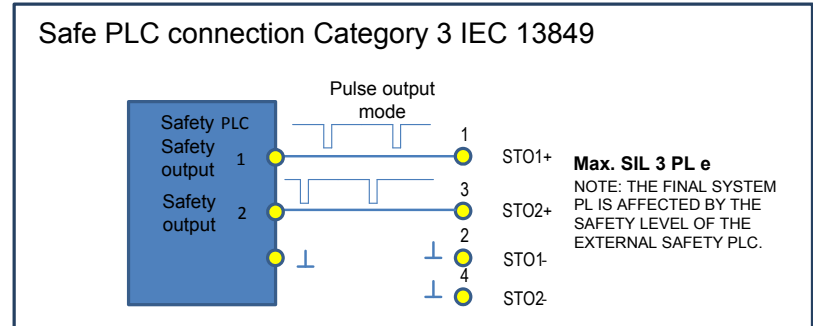 Safe PLC connection Category 3 IEC 13849
Pulse output
mode
Safety PLC
Safety
output 1
Safety
output 2
1
STO1+
3
STO2+
2
STO1-
4
STO2-
Max. SIL 3 PL e
NOTE: THE FINAL SYSTEM
PL IS AFFECTED BY THE
SAFETY LEVEL OF THE
EXTERNAL SAFETY PLC.